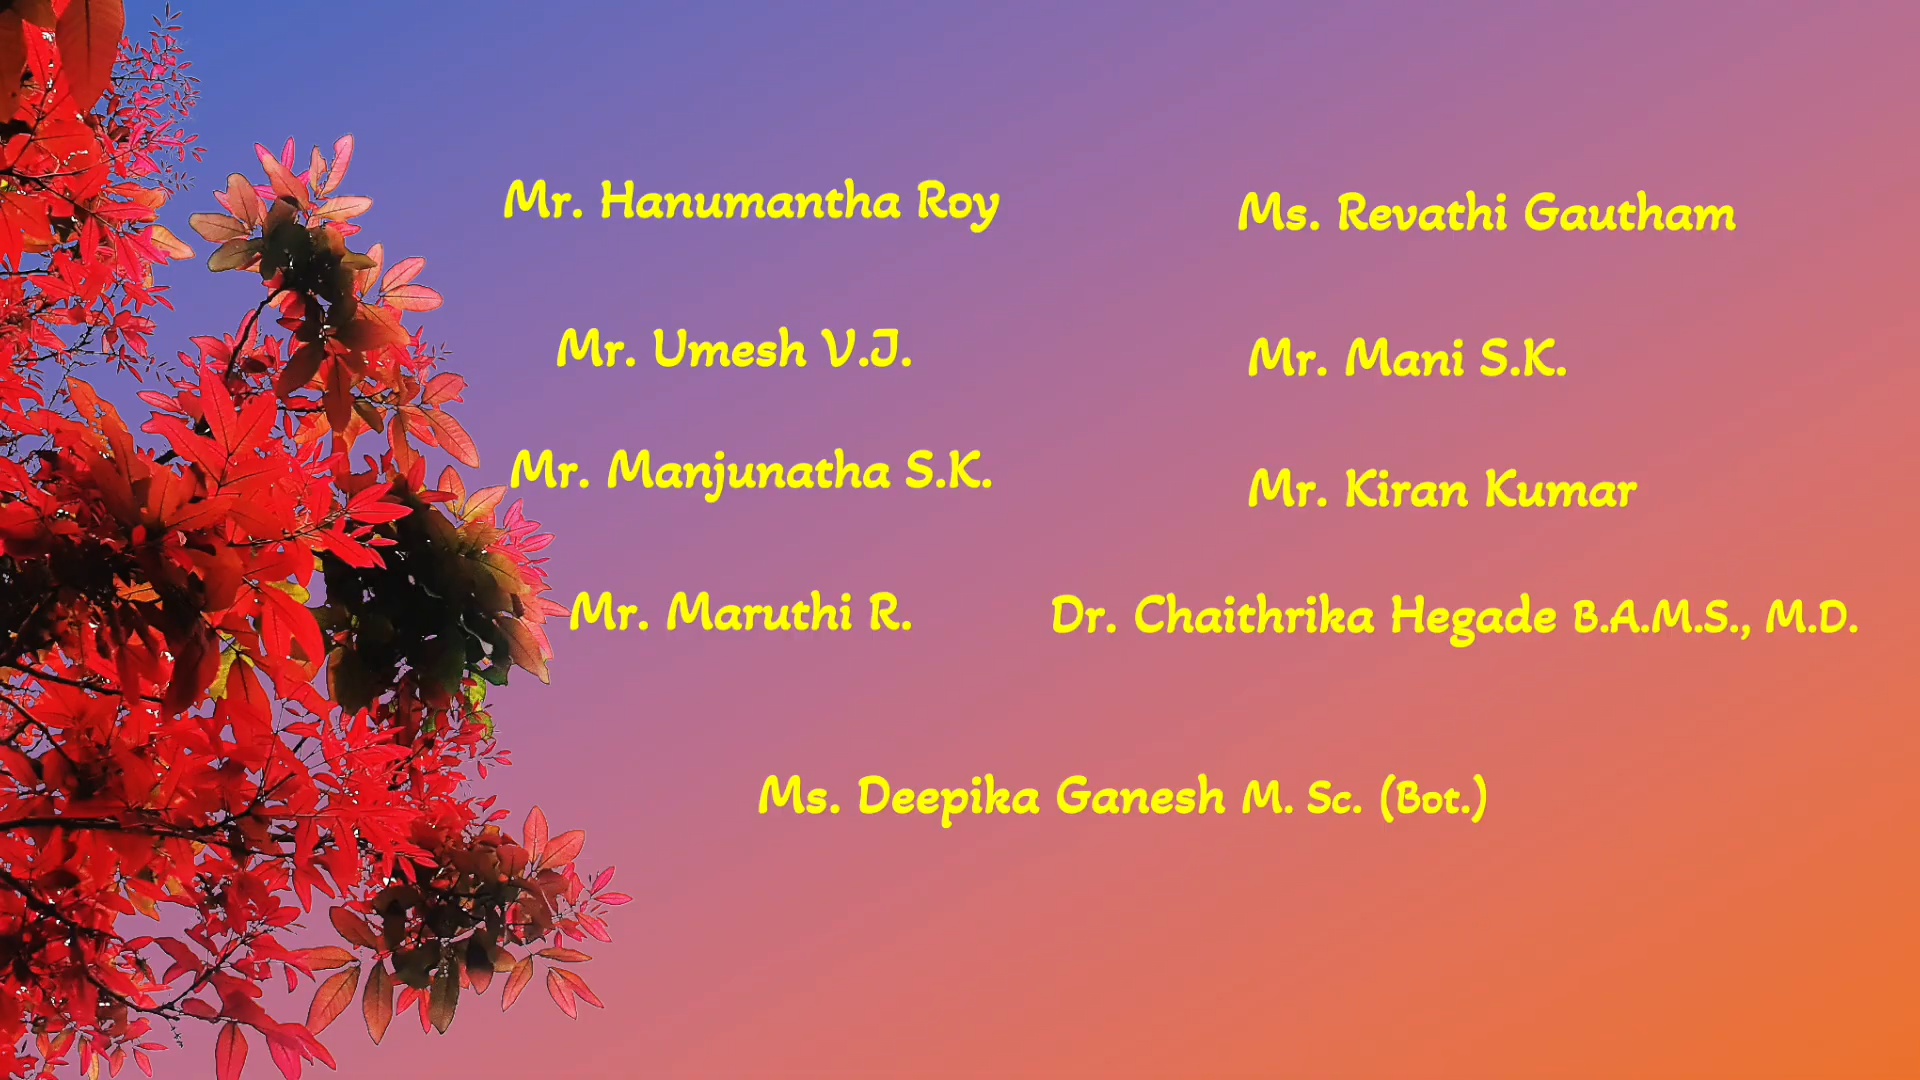 Mr. Hanumantha Roy
Ms. Revathi Gautham
Mr. Umesh V.J.
Mr. Mani S.K.
Mr. Manjunatha S.K.
Mr. Kiran Kumar
Mr. Maruthi R.
Dr. Chaithrika Hegade B.A.M.S., M.D.
Ms. Deepika Ganesh M. Sc. (Bot.)